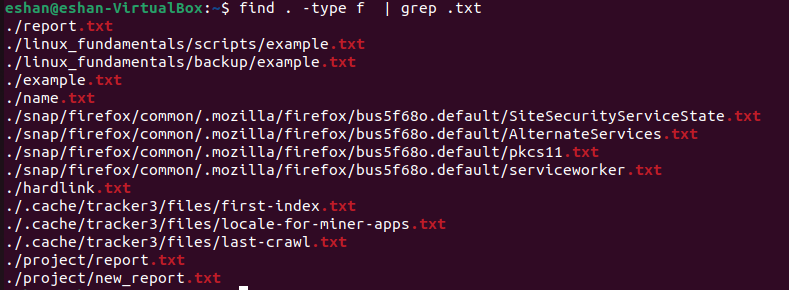 eshan@eshan-VirtualBox:~$ find . -type f  | grep .txt
./report.txt
./linux_fundamentals/scripts/example.txt
./linux_fundamentals/backup/example.txt
./example.txt
./name.txt
./snap/firefox/common/.mozilla/firefox/bus5f68o.default/SiteSecurityServiceState.txt
./snap/firefox/common/.mozilla/firefox/bus5f68o.default/AlternateServices.txt
./snap/firefox/common/.mozilla/firefox/bus5f68o.default/pkcs11.txt
./snap/firefox/common/.mozilla/firefox/bus5f68o.default/serviceworker.txt
./hardlink.txt
./.cache/tracker3/files/first-index.txt
./.cache/tracker3/files/locale-for-miner-apps.txt
./.cache/tracker3/files/last-crawl.txt
./project/report.txt
./project/new_report.txt